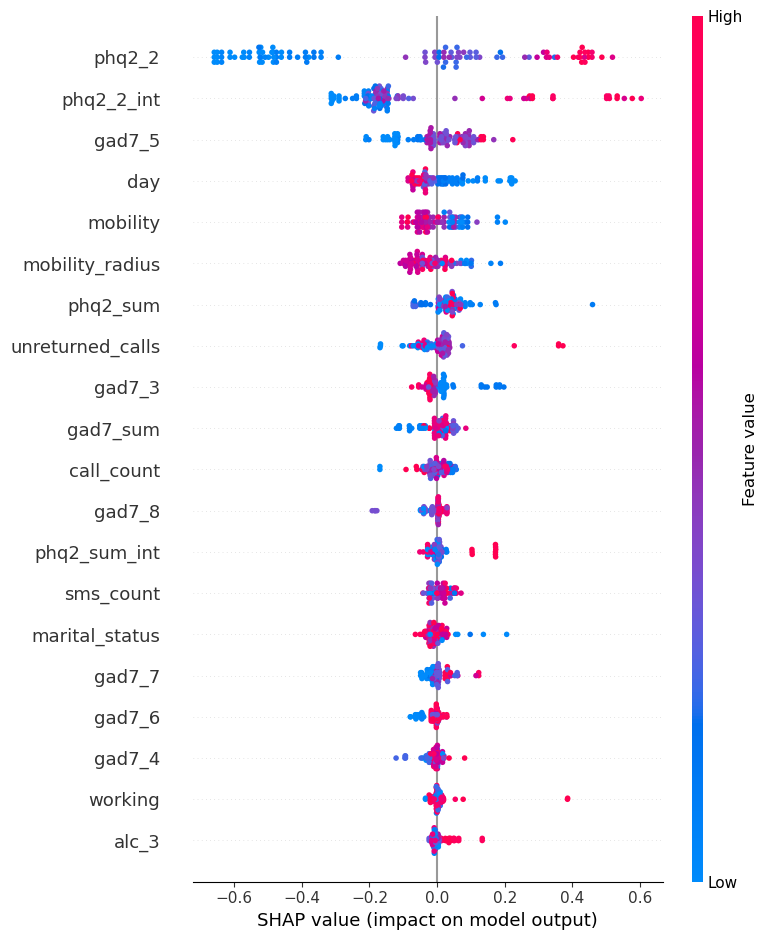 High
phq2_2
phq2_2_int
gad7_5
day
mobility
mobility_radius
phq2_sum
unreturned_calls
gad7_3
gad7_sum
call_count
gad7_8
phq2_sum_int
sms_count
marital_status
gad7_7
gad7_6
gad7_4
working
alc_3
Feature value
Low
−0.6 −0.4 −0.2 0.0 0.2 0.4 0.6
SHAP value (impact on model output)